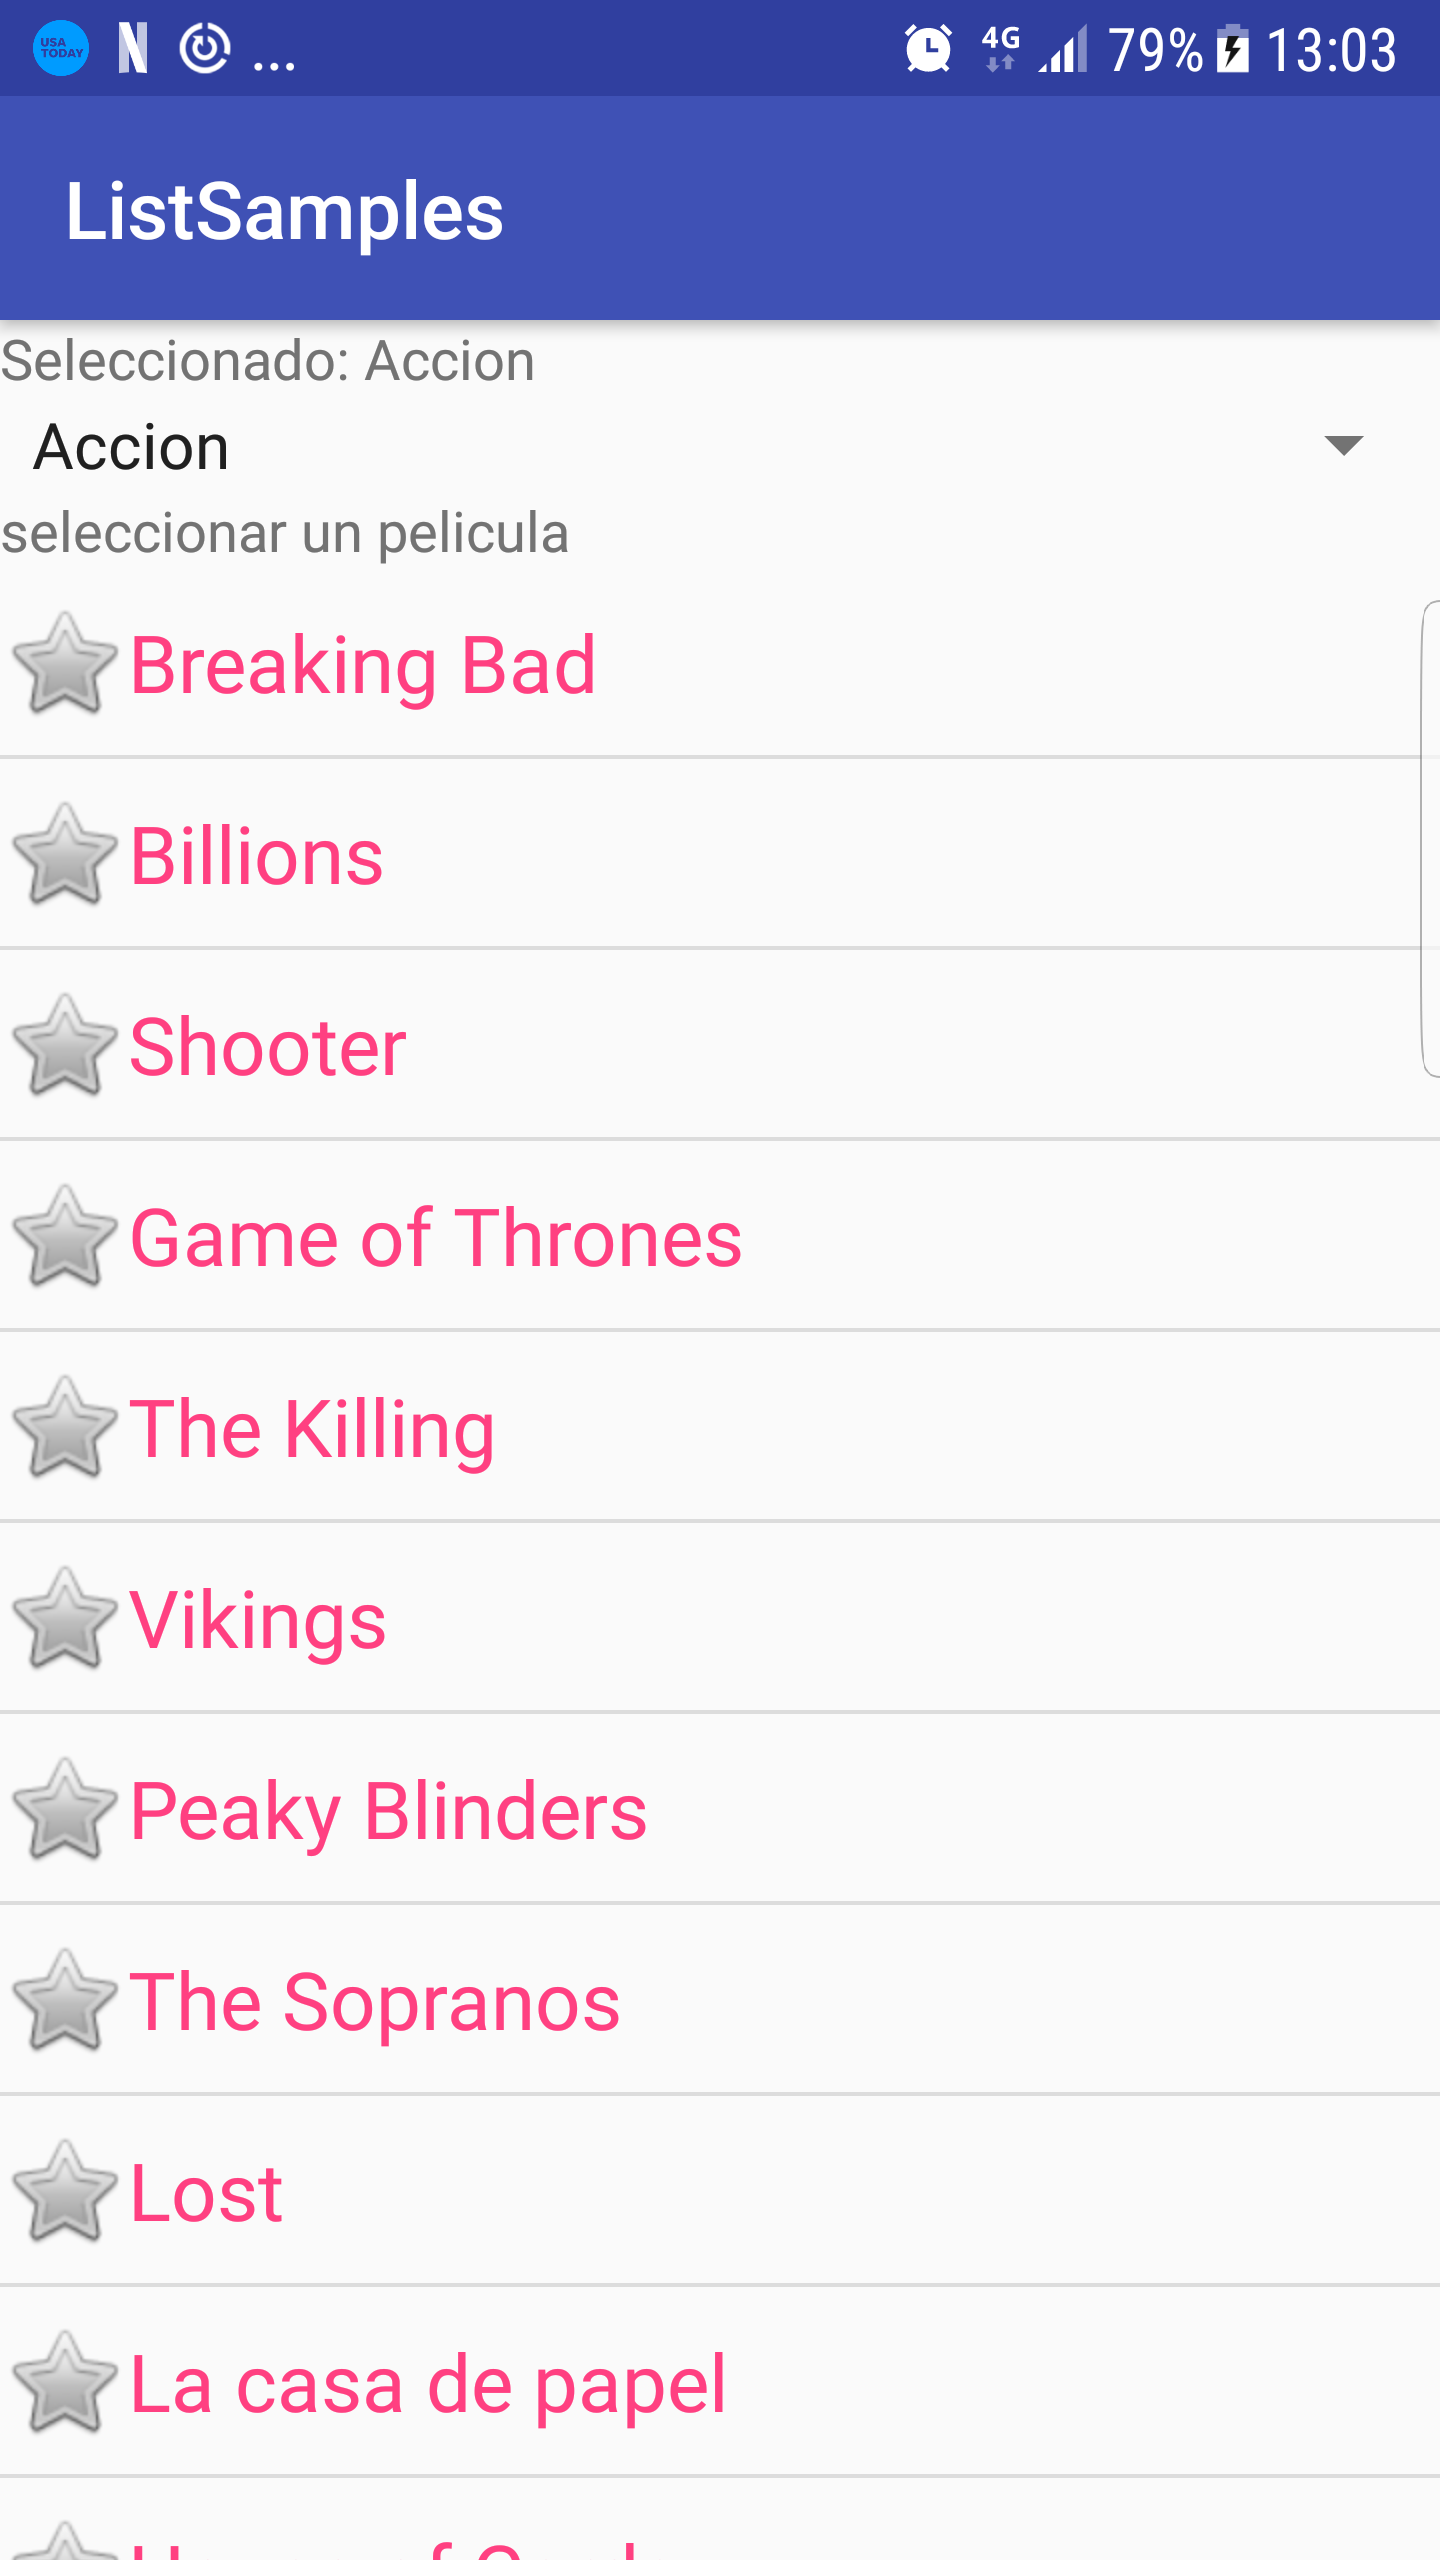 USA
TODAY
N
...
4G
79%
13:03
ListSamples
Seleccionado: Accion
Accion
seleccionar un pelicula
Breaking Bad
Billions
Shooter
Game of Thrones
The Killing
Vikings
Peaky Blinders
The Sopranos
Lost
La casa de papel